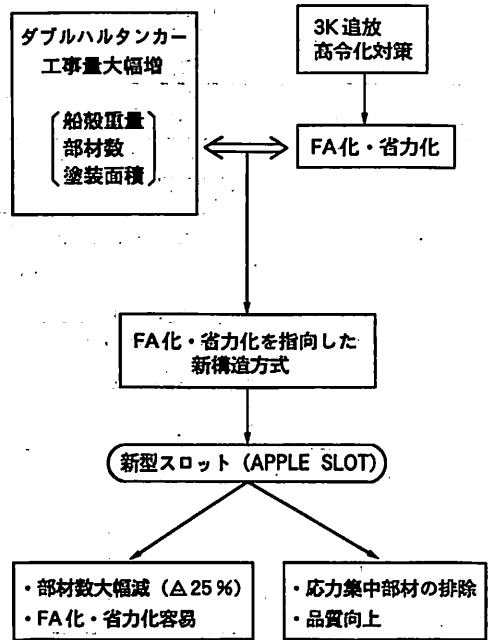 ダブルハルタンカー
工事量大幅増
船殻重量
部材数
塗装面積
3K追放
高令化対策
FA化・省力化
FA化・省力化を指向した
新構造方式
新型スロット（APPLE SLOT）
・部材数大幅減（△25%）
・FA化・省力化容易
・応力集中部材の排除
・品質向上